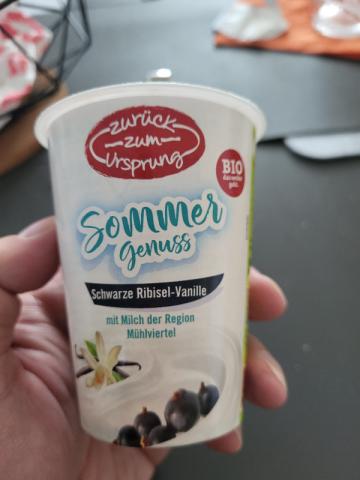 zurück
zum
Ursprung
BIO
Sommer
Genuss
Schwarze Ribisel-Vanille
mit Milch der Region
Mühlviertel